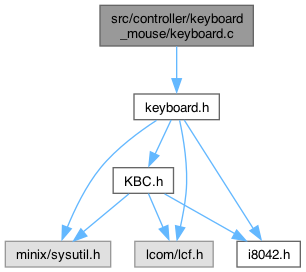 src/controller/keyboard
_mouse/keyboard.c
keyboard.h
KBC.h
minix/sysutil.h
lcom/lcf.h
i8042.h